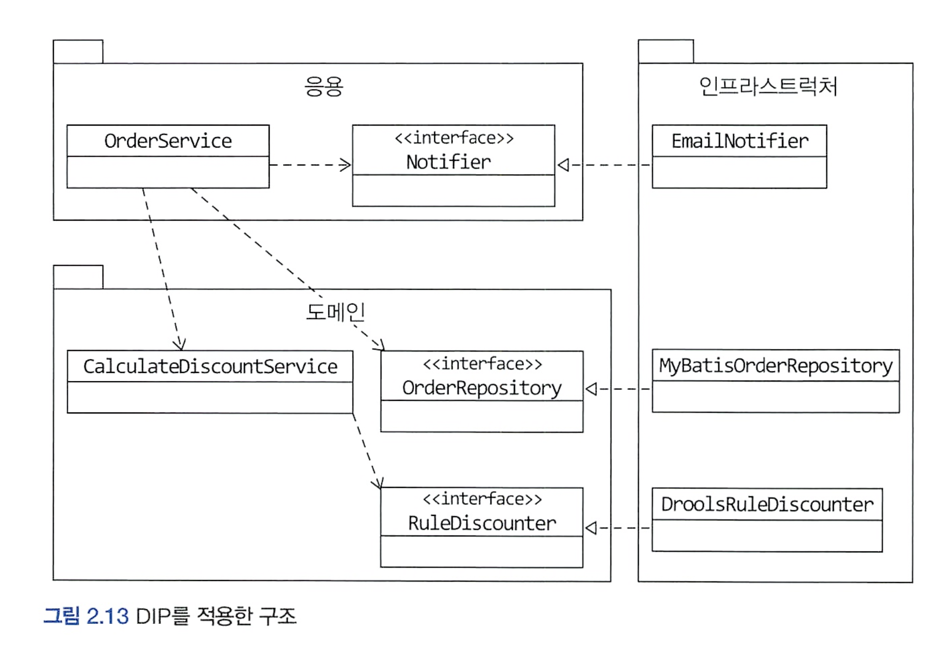 응용
인프라스트럭처
OrderService
<<interface>>
Notifier
EmailNotifier
도메인
CalculateDiscountService
<<interface>>
OrderRepository
MyBatisOrderRepository
<<interface>>
RuleDiscounter
DroolsRuleDiscounter
그림 2.13 DIP를 적용한 구조